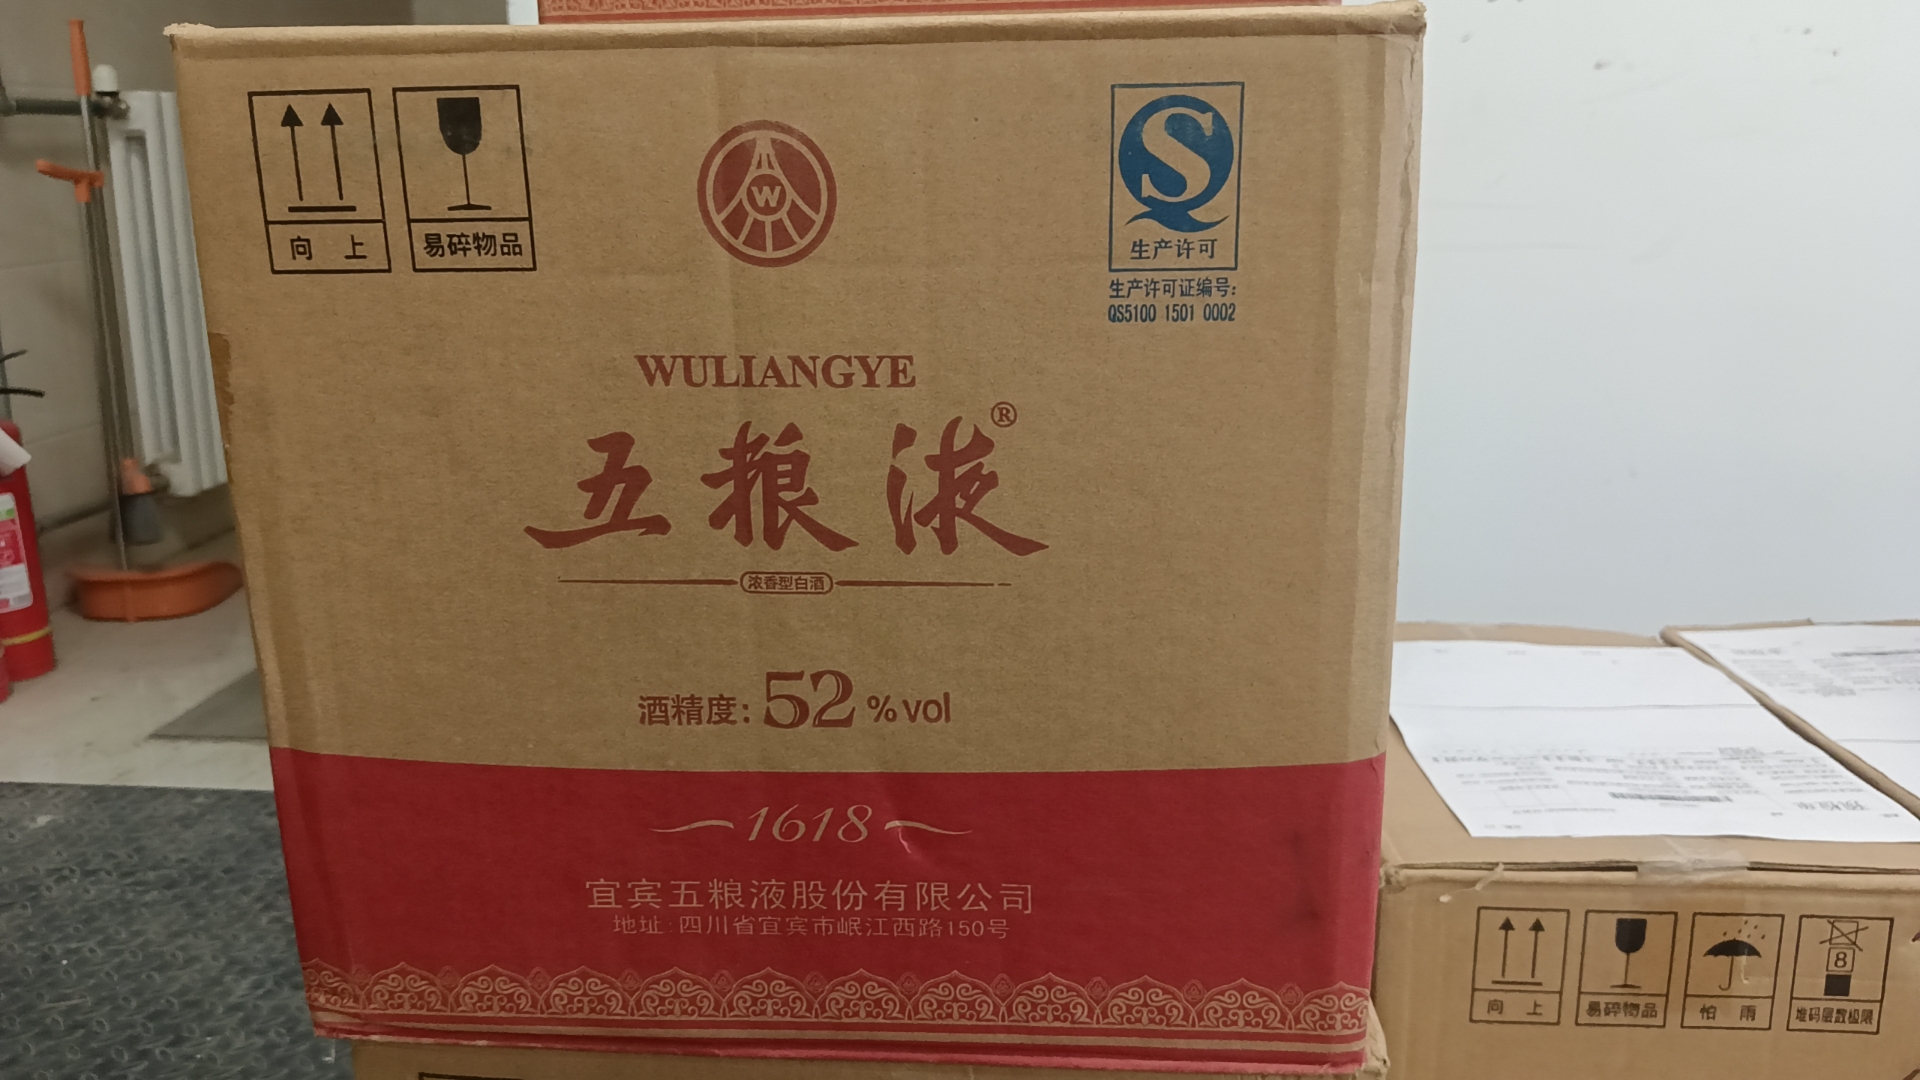 向 上
易碎物品
W
生产许可
生产许可证编号:
QS5100 1501 0002
WULIANGYE
五粮液®
浓香型白酒
酒精度: 52 %vol
1618
宜宾五粮液股份有限公司
地址:四川省宜宾市岷江西路150号
预检单
向 上
易碎物品
怕 雨
8
堆码层数极限